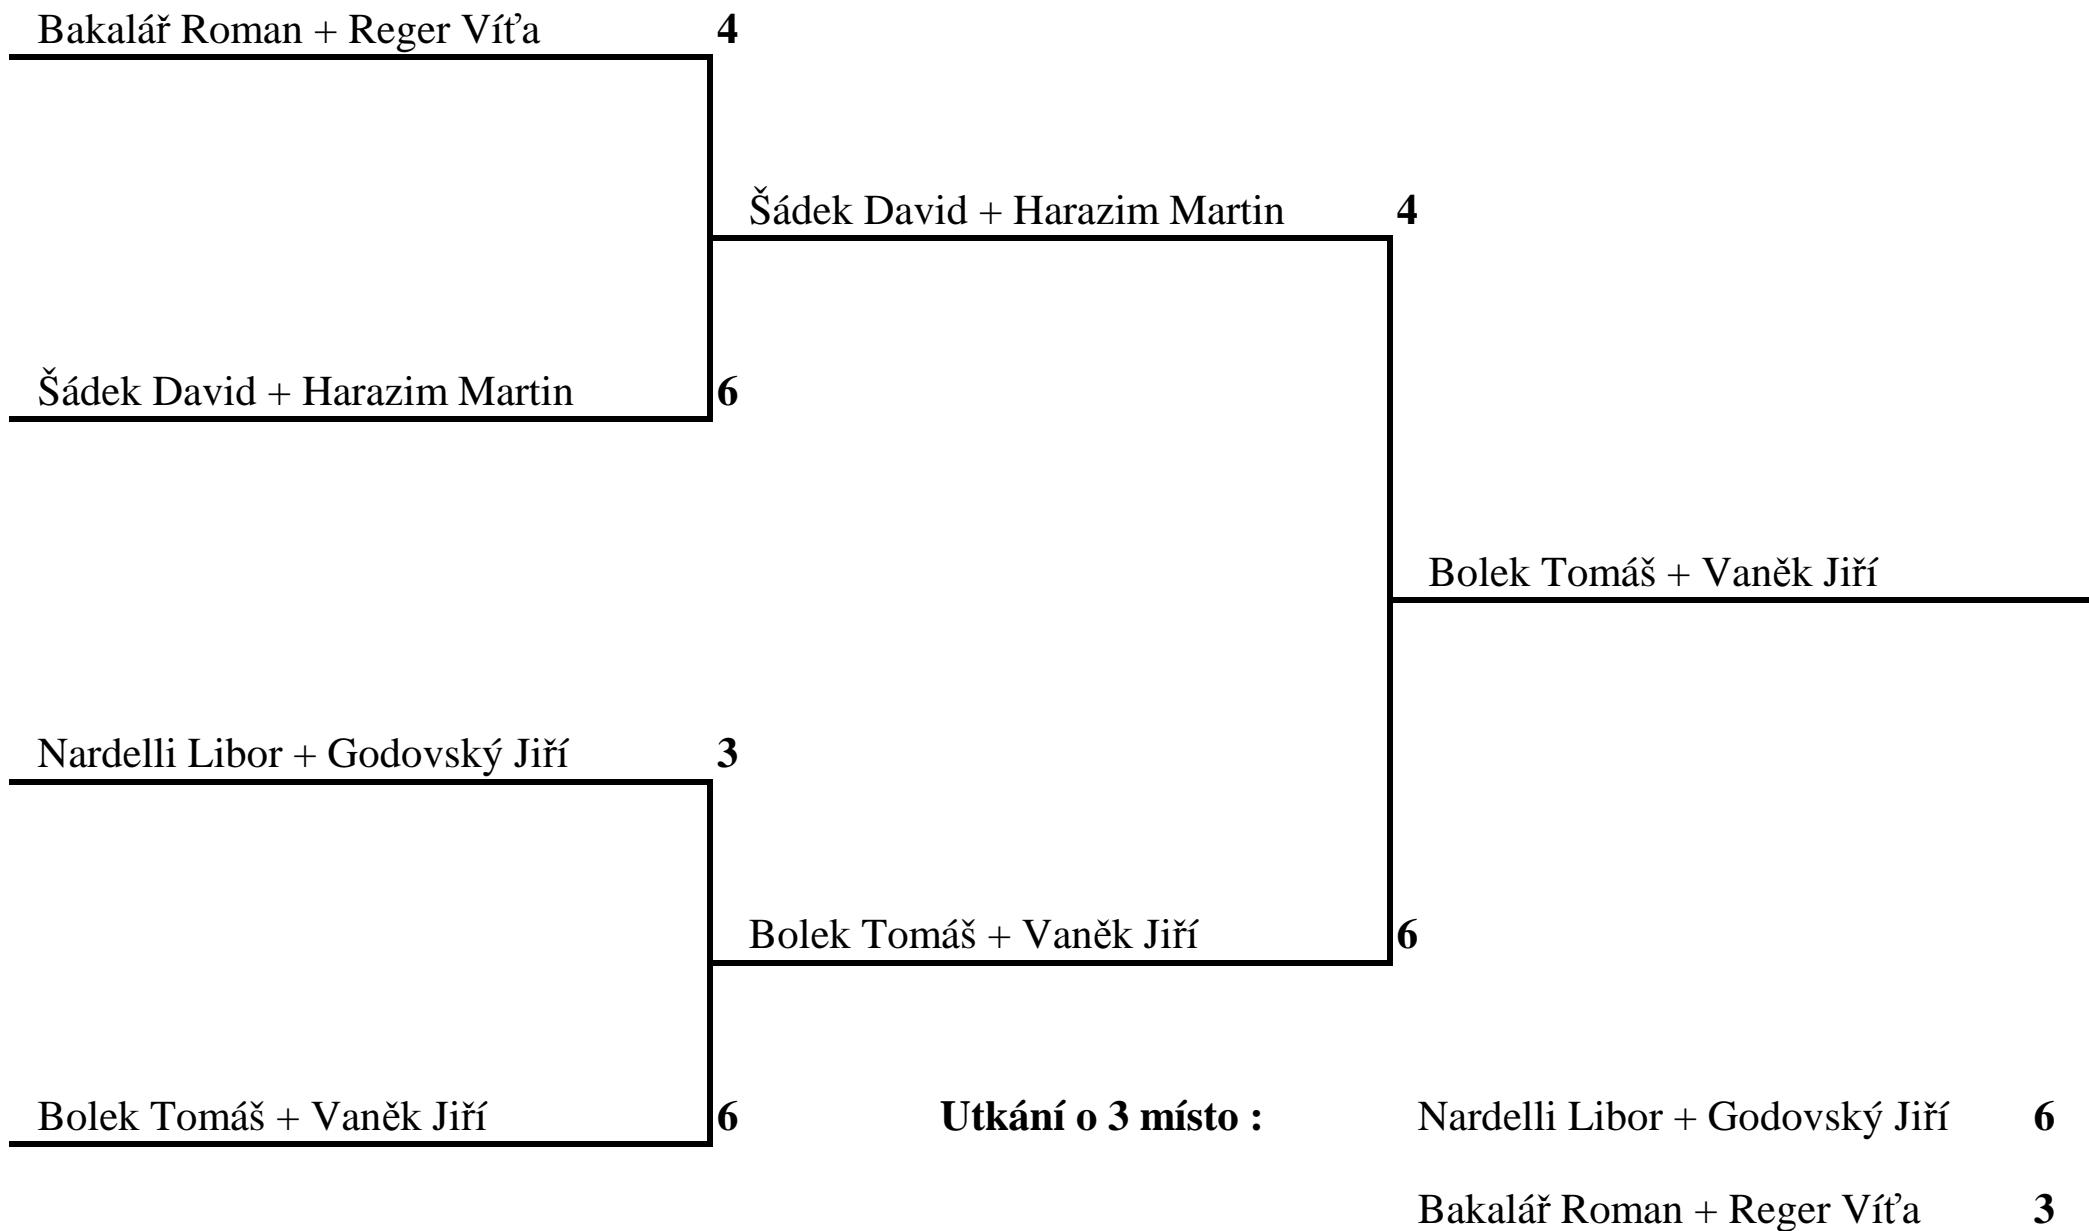 Bakalář Roman + Reger Víťa 4
Šádek David + Harazim Martin 4
Šádek David + Harazim Martin 6
Bolek Tomáš + Vaněk Jiří
Nardelli Libor + Godovský Jiří 3
Bolek Tomáš + Vaněk Jiří 6
Bolek Tomáš + Vaněk Jiří 6 Utkání o 3 místo : Nardelli Libor + Godovský Jiří 6
Bakalář Roman + Reger Víťa 3